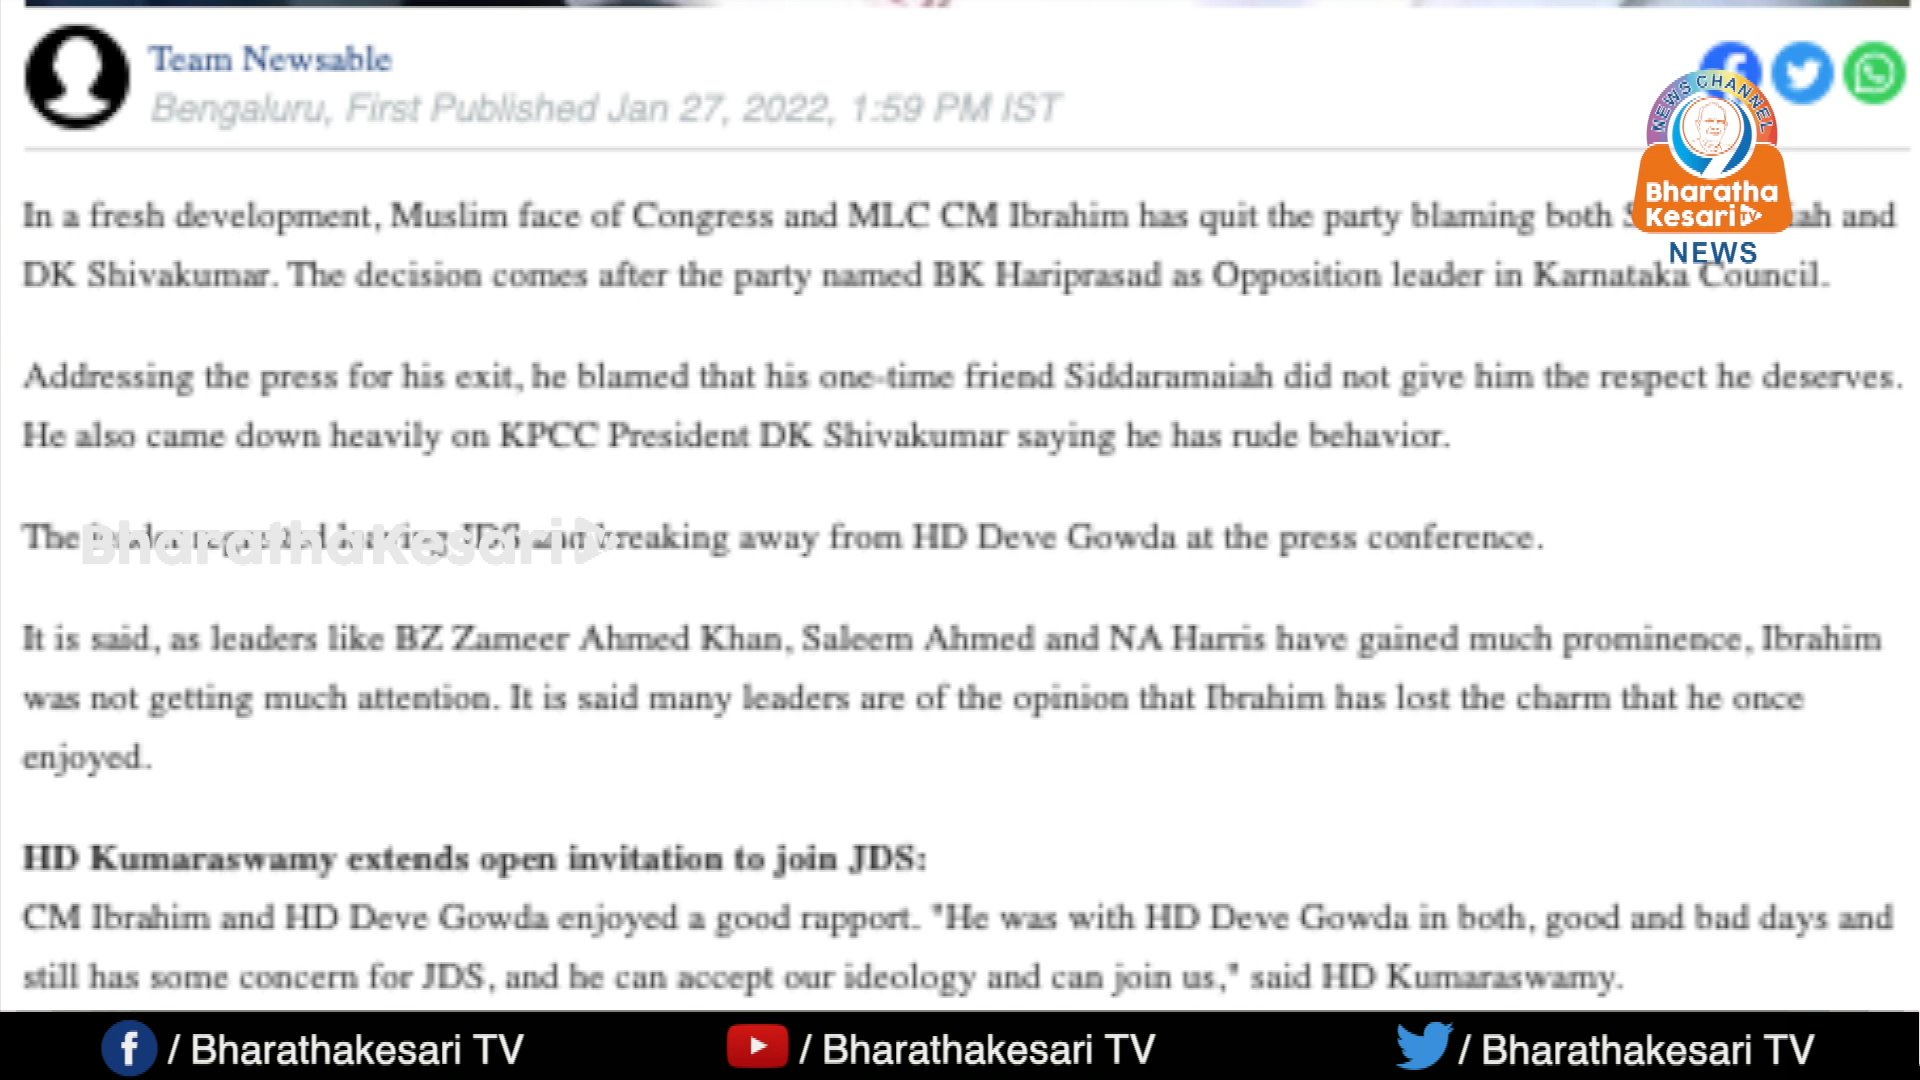 Team Newsable
Bengaluru, First Published Jan 27, 2022, 1:59 PM IST
NEWS CHANNEL
Bharatha
Kesari TV
NEWS
In a fresh development, Muslim face of Congress and MLC CM Ibrahim has quit the party blaming both and
DK Shivakumar. The decision comes after the party named BK Hariprasad as Opposition leader in Karnataka Council.
Addressing the press for his exit, he blamed that his one-time friend Siddaramaiah did not give him the respect he deserves.
He also came down heavily on KPCC President DK Shivakumar saying he has rude behavior.
The JDS and breaking away from HD Deve Gowda at the press conference.
BharathaKesari TV
It is said, as leaders like BZ Zameer Ahmed Khan, Saleem Ahmed and NA Harris have gained much prominence, Ibrahim
was not getting much attention. It is said many leaders are of the opinion that Ibrahim has lost the charm that he once
enjoyed.
HD Kumaraswamy extends open invitation to join JDS:
CM Ibrahim and HD Deve Gowda enjoyed a good rapport. "He was with HD Deve Gowda in both, good and bad days and
still has some concern for JDS, and he can accept our ideology and can join us," said HD Kumaraswamy.
/ Bharathakesari TV
/ Bharathakesari TV
/ Bharathakesari TV